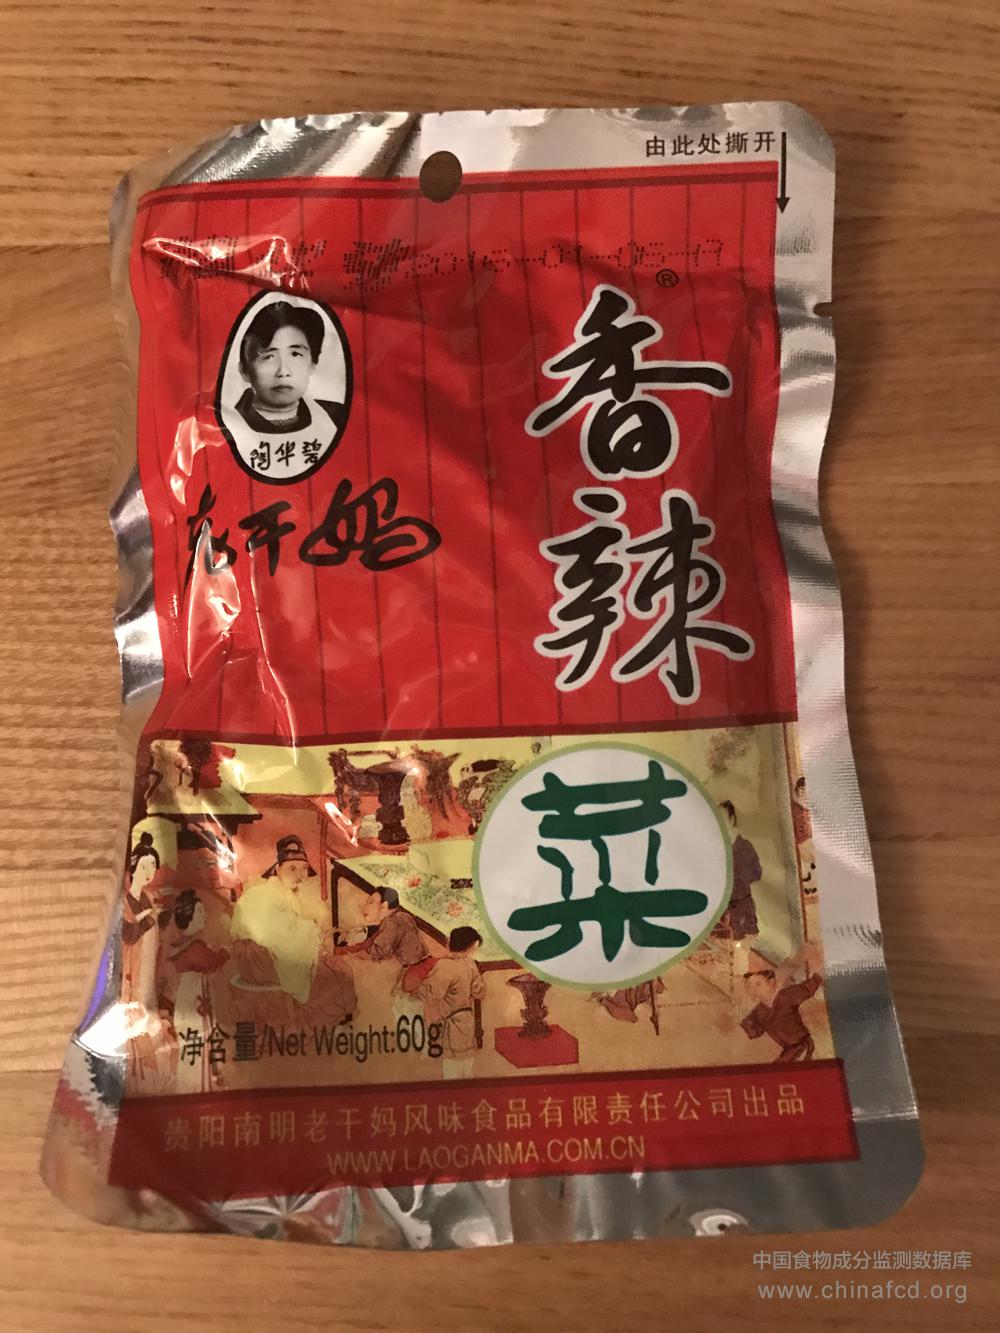 由此处撕开
2016-01-05
®
陶华碧
老干妈
香辣
菜
净含量/Net Weight:60g
贵阳南明老干妈风味食品有限责任公司出品
WWW.LAOGANMA.COM.CN
中国食物成分监测数据库
www.chinafcd.org